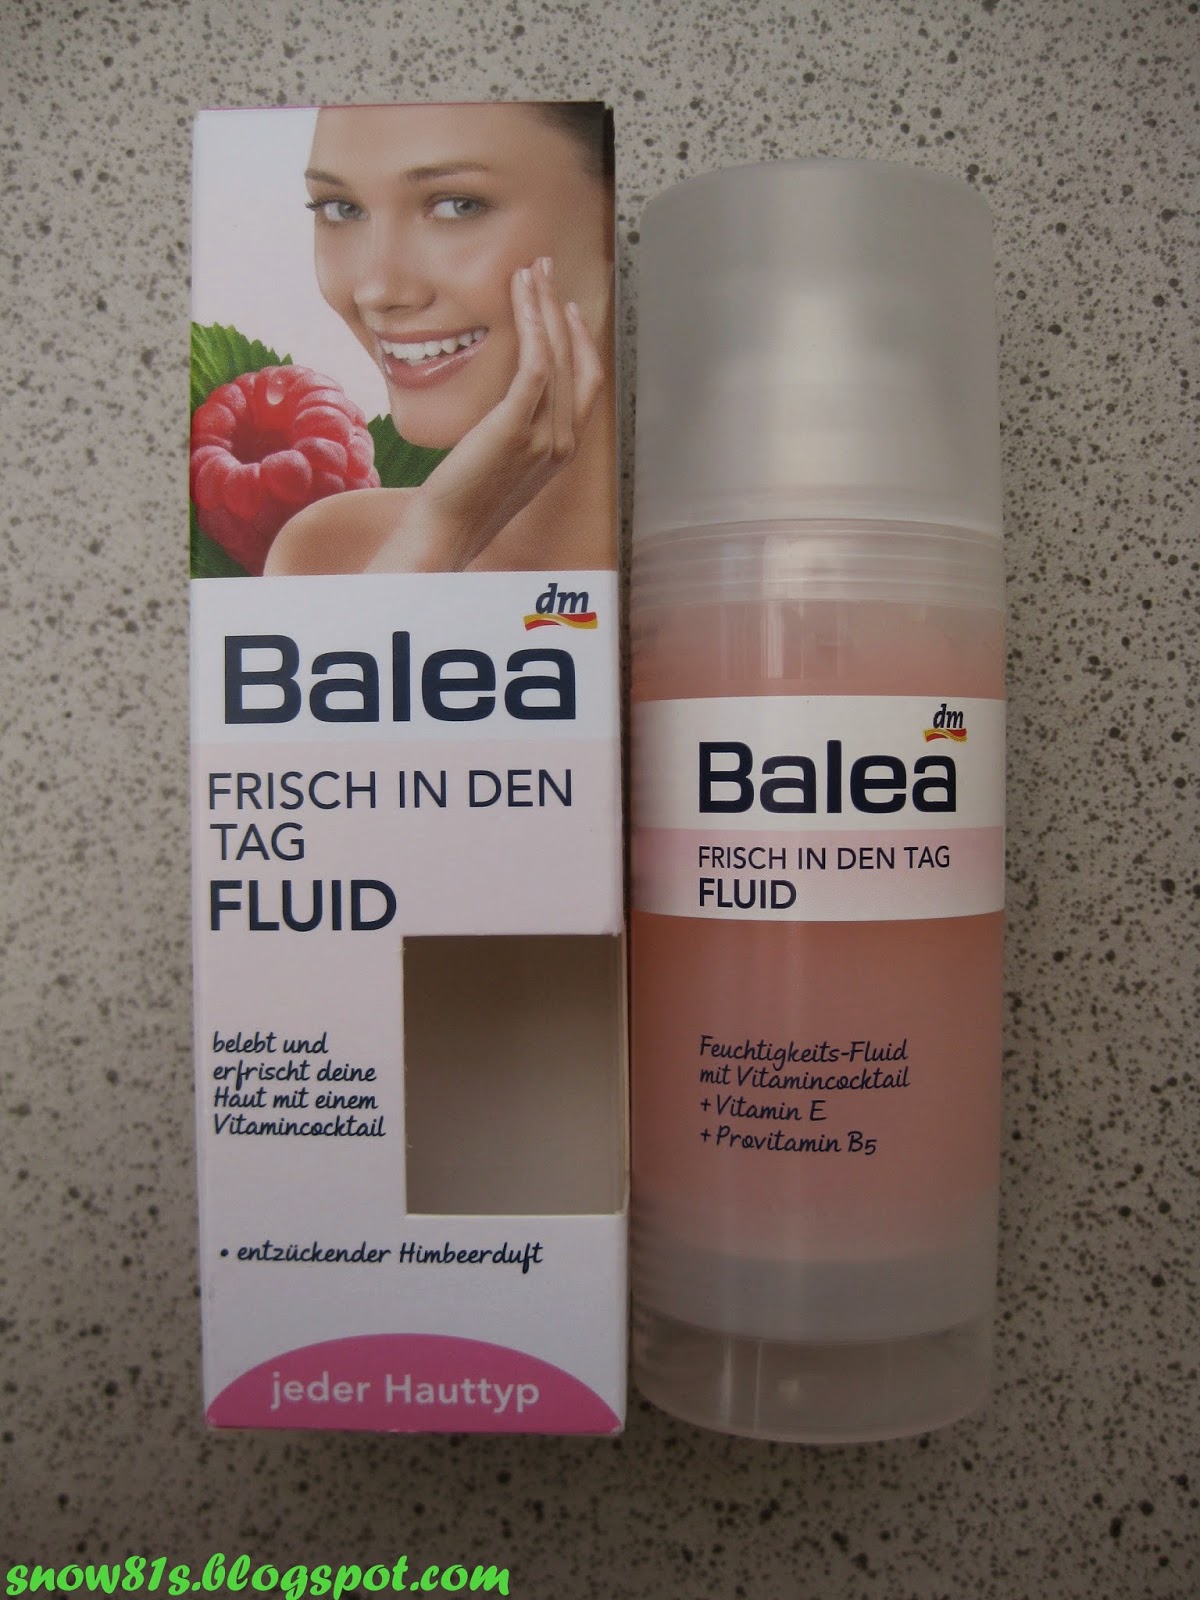 dm
Balea
FRISCH IN DEN
TAG
FLUID
belebt und
erfrischt deine
Haut mit einem
Vitamincocktail
• entzückender Himbeerduft
jeder Hauttyp
dm
Balea
FRISCH IN DEN TAG
FLUID
Feuchtigkeits-Fluid
mit Vitamincocktail
+Vitamin E
+Provitamin B5
snow81s.blogspot.com